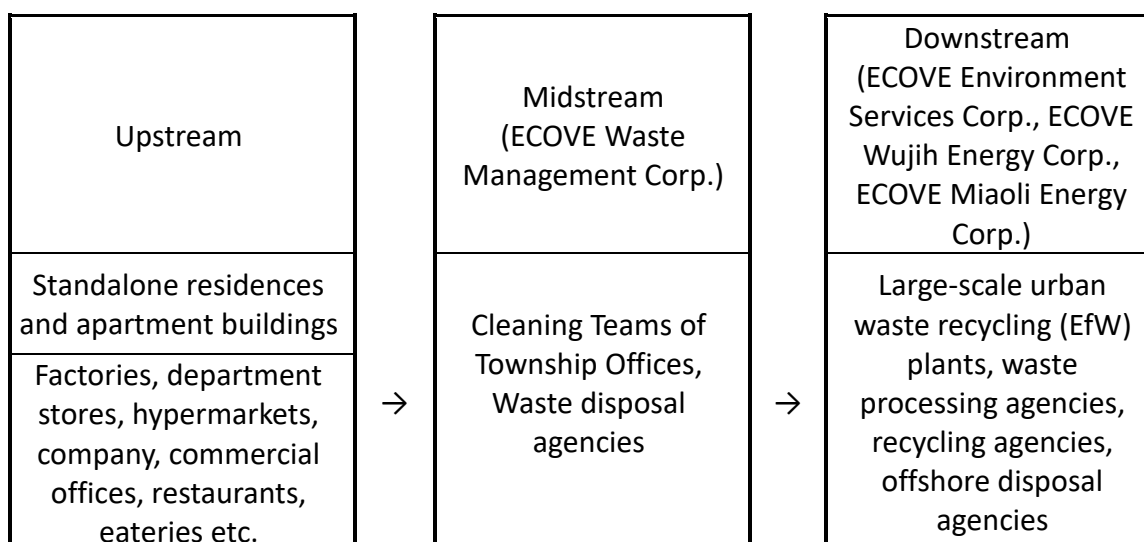 Upstream
Midstream
(ECOVE Waste
Management Corp.)
Downstream
(ECOVE Environment
Services Corp., ECOVE
Wujih Energy Corp.,
ECOVE Miaoli Energy
Corp.)
Standalone residences
and apartment buildings
Factories, department
stores, hypermarkets,
company, commercial
offices, restaurants,
eateries etc.
→
Cleaning Teams of
Township Offices,
Waste disposal
agencies
→
Large-scale urban
waste recycling (EfW)
plants, waste
processing agencies,
recycling agencies,
offshore disposal
agencies